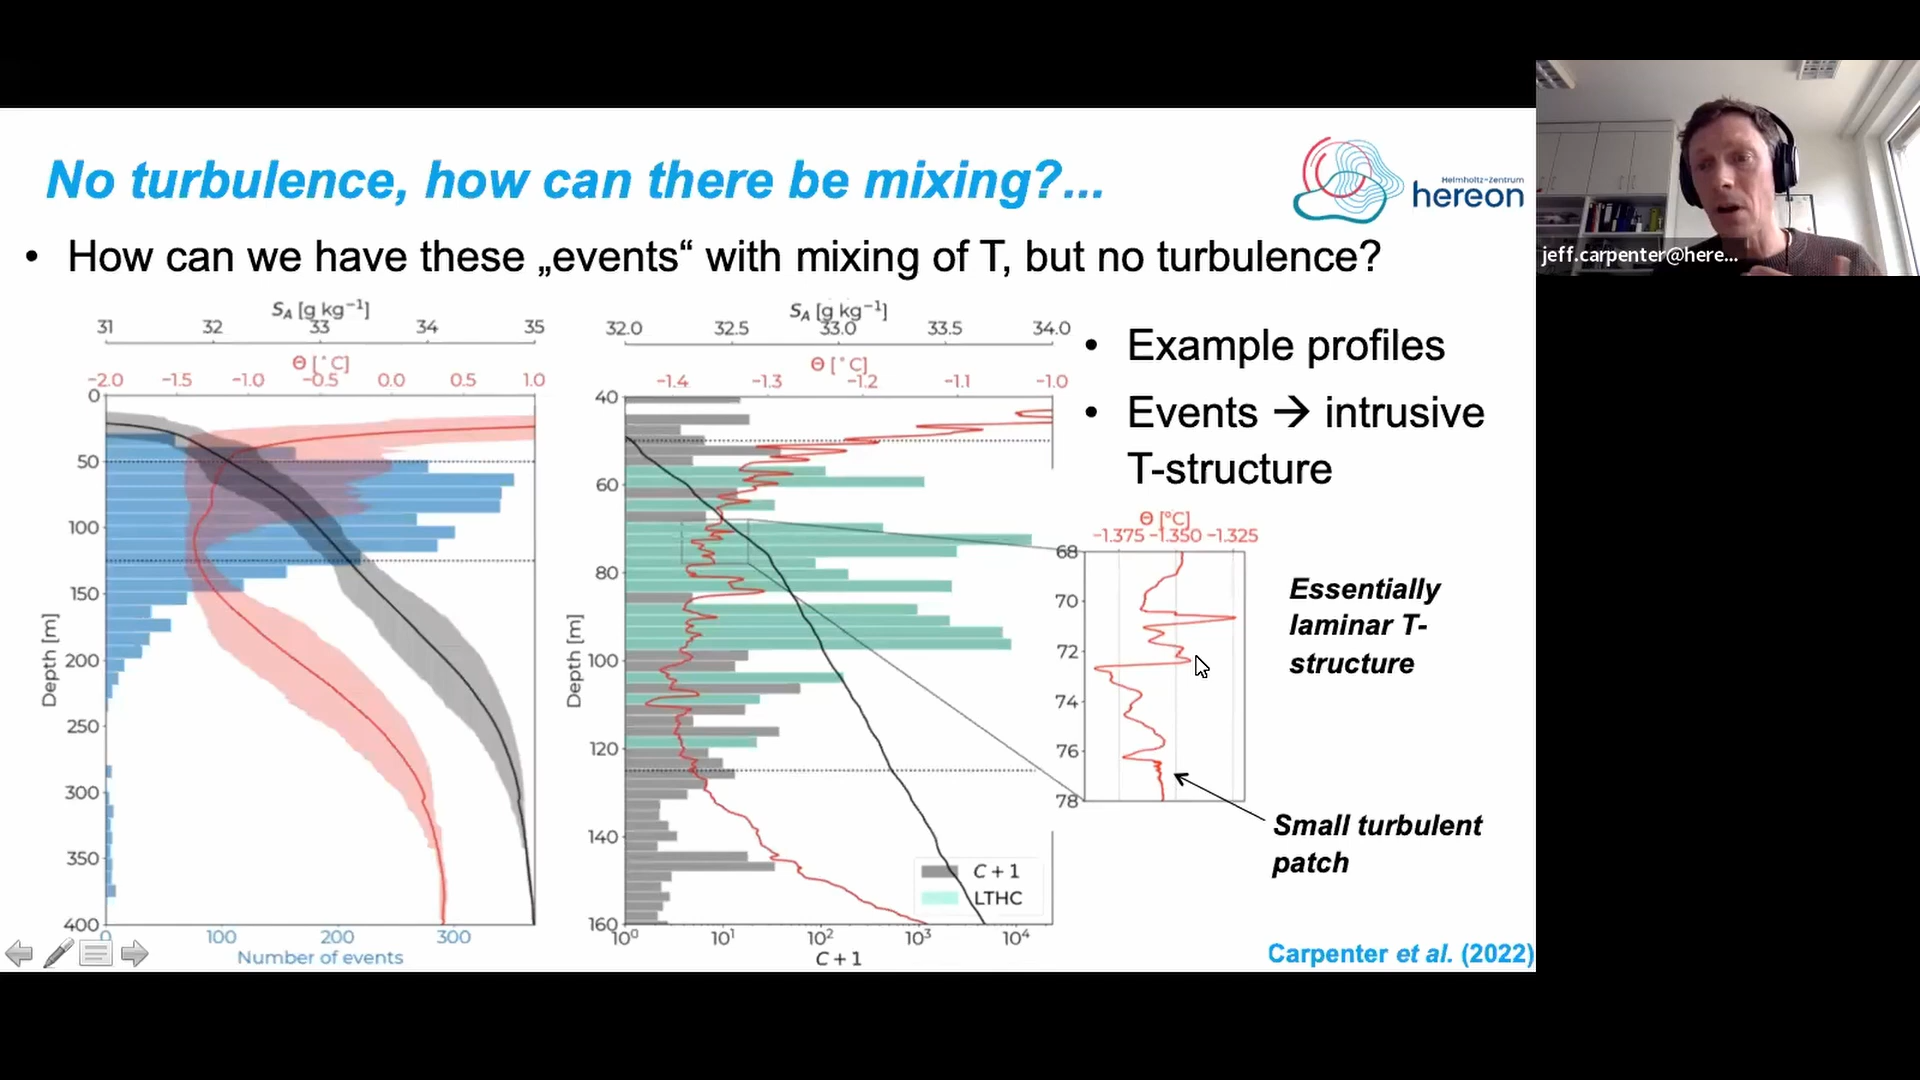 No turbulence, how can there be mixing?...
Helmholtz-Zentrum
hereon
jeff.carpenter@here...
• How can we have these „events“ with mixing of T, but no turbulence?
S_A [g kg⁻¹]
31 32 33 34 35
Θ [°C]
−2.0 −1.5 −1.0 −0.5 0.0 0.5 1.0
0
50
100
150
200
250
300
350
400
Depth [m]
0 100 200 300
Number of events
S_A [g kg⁻¹]
32.0 32.5 33.0 33.5 34.0
Θ [°C]
−1.4 −1.3 −1.2 −1.1 −1.0
40
60
80
100
120
140
160
Depth [m]
C + 1
LTHC
10⁰ 10¹ 10² 10³ 10⁴
C + 1
• Example profiles
• Events → intrusive
T-structure
Θ [°C]
−1.375 −1.350 −1.325
68
70
72
74
76
78
Essentially
laminar T-
structure
Small turbulent
patch
Carpenter et al. (2022)